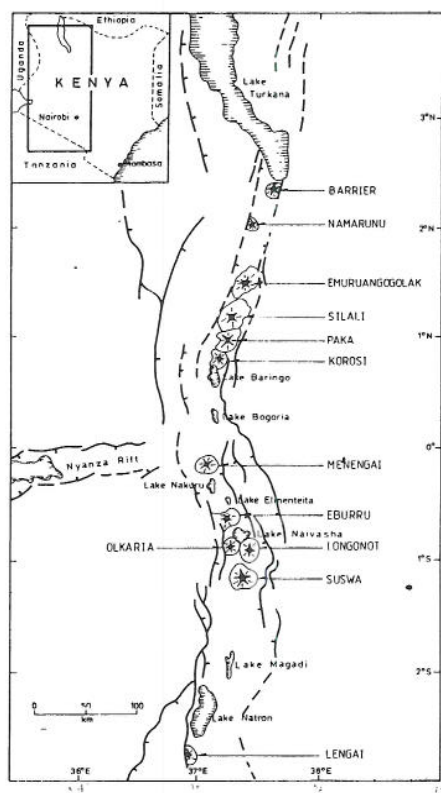 Ethiopia
Uganda
KENYA
Somalia
Nairobi
Tanzania
Mombasa
Lake
Turkana
3°N
BARRIER
NAMARUNU
2°N
EMURUANGOGOLAK
SILALI
1°N
PAKA
KOROSI
Lake Baringo
Lake Bogoria
0°
Nyanza Rift
MENENGAI
Lake Nakuru
Lake Elmenteita
EBURRU
Lake Naivasha
OLKARIA
LONGONOT
1°S
SUSWA
Lake Magadi
2°S
0 100
km
Lake Natron
LENGAI
36°E
37°E
38°E